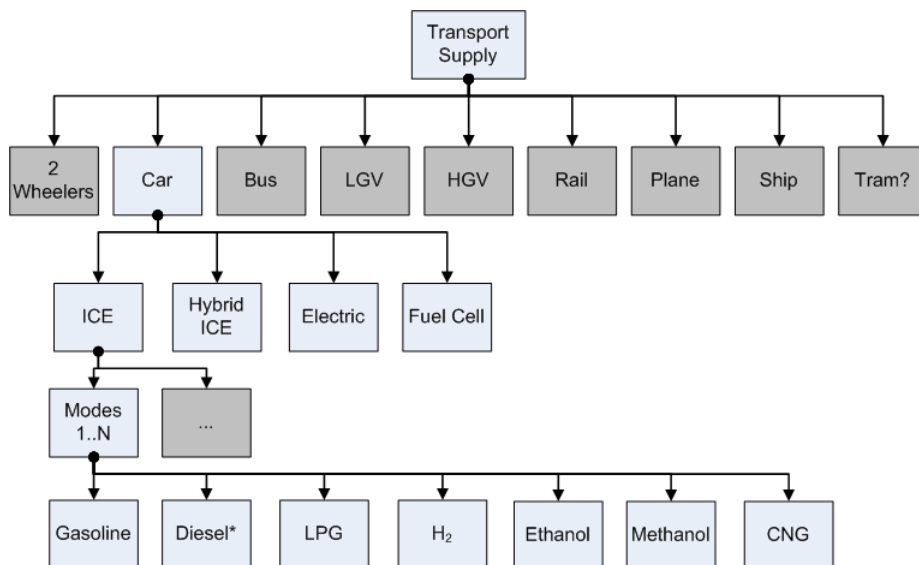 Transport
Supply
2
Wheelers
Car
Bus
LGV
HGV
Rail
Plane
Ship
Tram?
ICE
Hybrid
ICE
Electric
Fuel Cell
Modes
1..N
...
Gasoline
Diesel*
LPG
H₂
Ethanol
Methanol
CNG